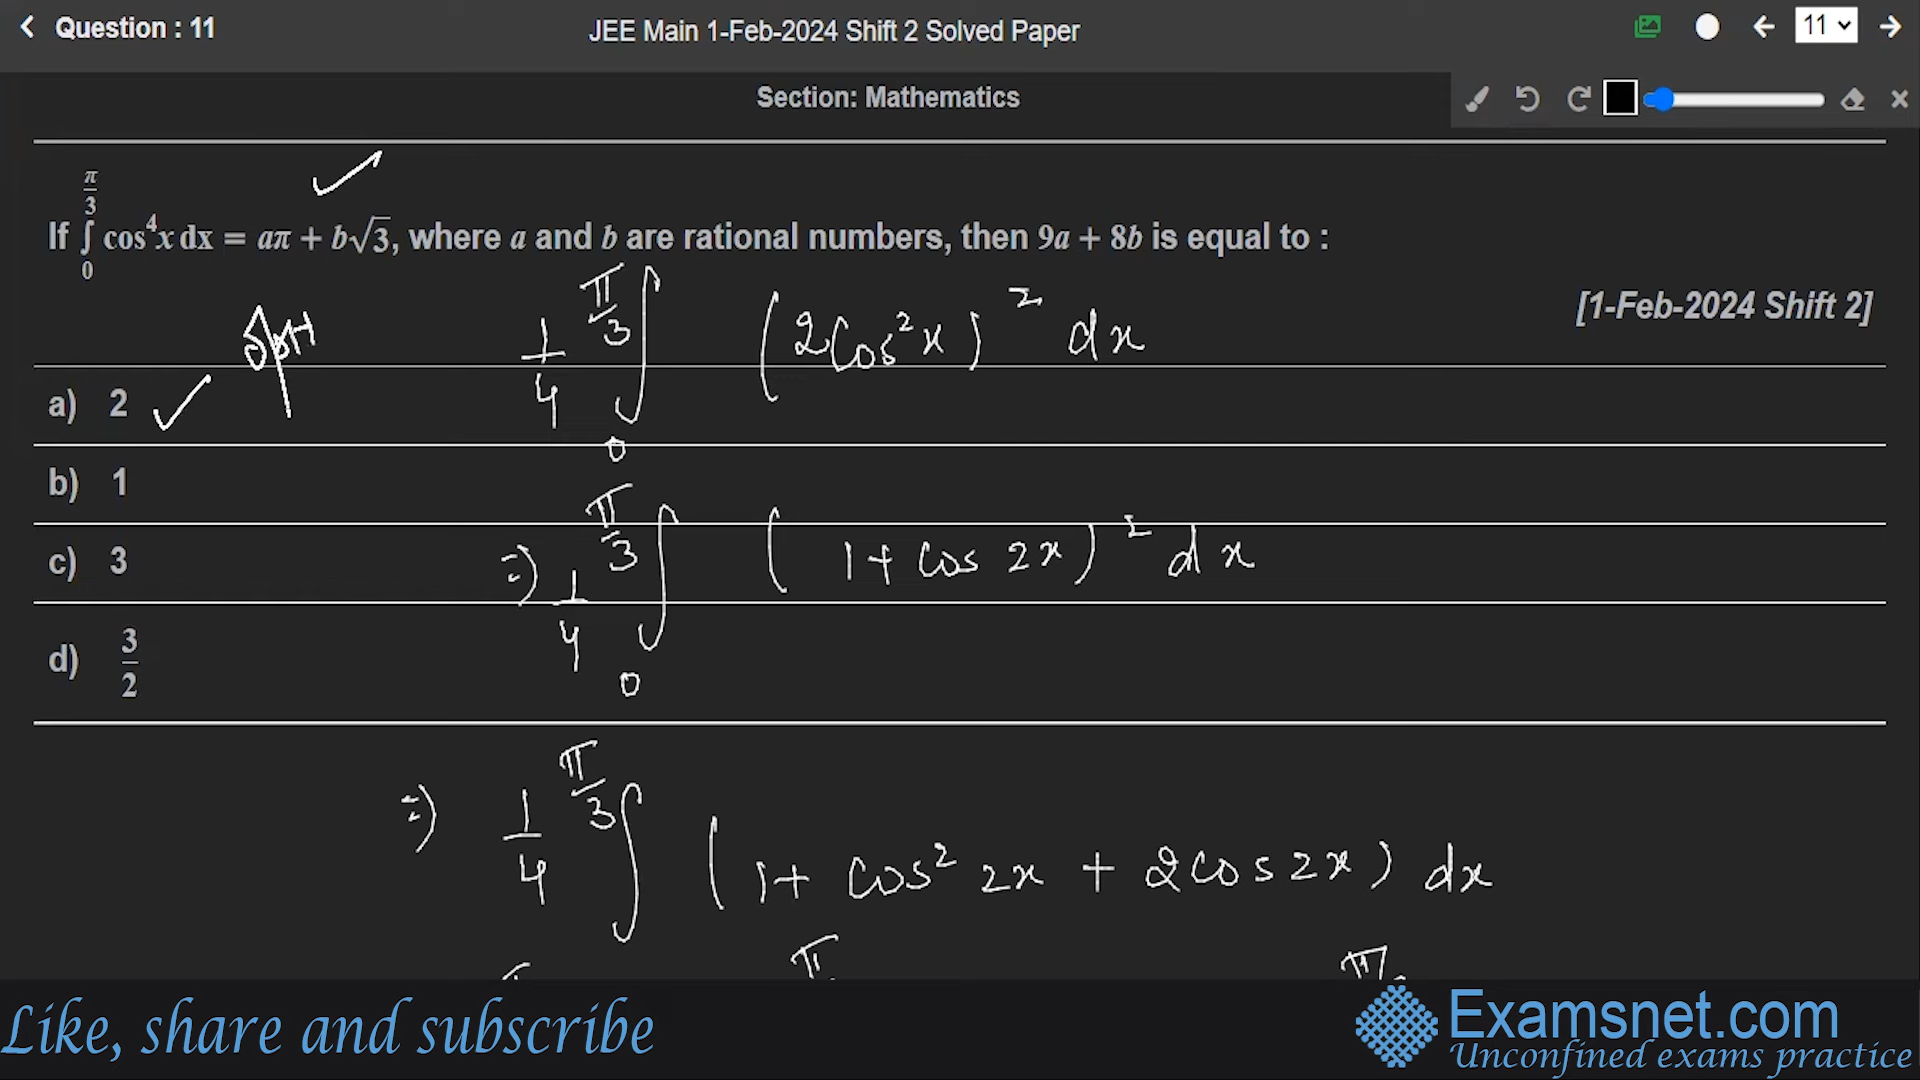 Question : 11
JEE Main 1-Feb-2024 Shift 2 Solved Paper
11
Section: Mathematics
If ∫₀^{π/3} cos⁴x dx = aπ + b√3, where a and b are rational numbers, then 9a + 8b is equal to :
[1-Feb-2024 Shift 2]
1/4 ∫₀^{π/3} (2cos²x)² dx
a) 2
b) 1
c) 3
⇒ 1/4 ∫₀^{π/3} (1+cos 2x)² dx
d) 3/2
⇒ 1/4 ∫^{π/3} (1+ cos² 2x + 2cos2x) dx
π
π
Like, share and subscribe
Examsnet.com
Unconfined exams practice